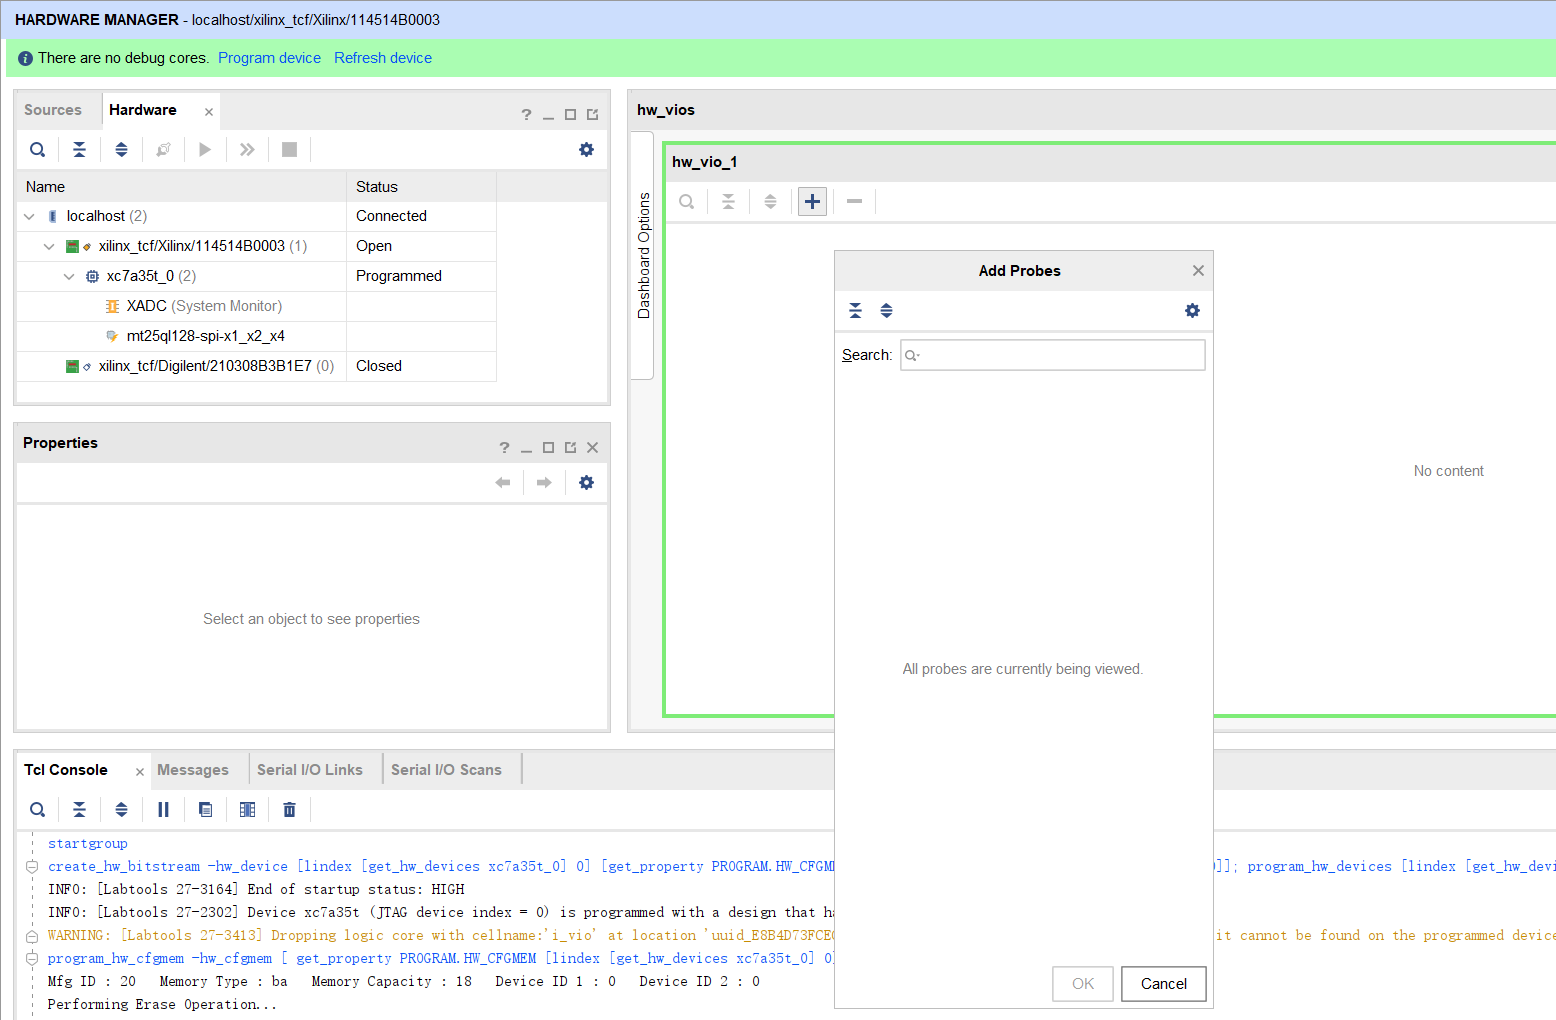 HARDWARE MANAGER - localhost/xilinx_tcf/Xilinx/114514B0003
There are no debug cores. Program device Refresh device
Sources Hardware
Name Status
localhost (2) Connected
xilinx_tcf/Xilinx/114514B0003 (1) Open
xc7a35t_0 (2) Programmed
XADC (System Monitor)
mt25ql128-spi-x1_x2_x4
xilinx_tcf/Digilent/210308B3B1E7 (0) Closed
Properties
Select an object to see properties
hw_vios
Dashboard Options
hw_vio_1
No content
Add Probes
Search:
All probes are currently being viewed.
OK Cancel
Tcl Console Messages Serial I/O Links Serial I/O Scans
startgroup
create_hw_bitstream -hw_device [lindex [get_hw_devices xc7a35t_0] 0] [get_property PROGRAM.HW_CFGME ]]; program_hw_devices [lindex [get_hw_devi
INFO: [Labtools 27-3164] End of startup status: HIGH
INFO: [Labtools 27-2302] Device xc7a35t (JTAG device index = 0) is programmed with a design that ha
WARNING: [Labtools 27-3413] Dropping logic core with cellname:'i_vio' at location 'uuid_E8B4D73FCE it cannot be found on the programmed device
program_hw_cfgmem -hw_cfgmem [ get_property PROGRAM.HW_CFGMEM [lindex [get_hw_devices xc7a35t_0] 0]
Mfg ID : 20 Memory Type : ba Memory Capacity : 18 Device ID 1 : 0 Device ID 2 : 0
Performing Erase Operation...